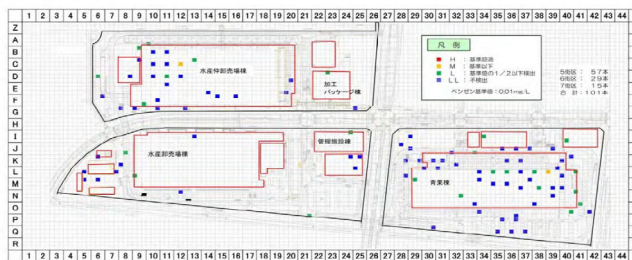 1 2 3 4 5 6 7 8 9 10 11 12 13 14 15 16 17 18 19 20 21 22 23 24 25 26 27 28 29 30 31 32 33 34 35 36 37 38 39 40 41 42 43 44
Z
A
B
C
D
E
F
G
H
I
J
K
L
M
N
O
P
Q
R
水産仲卸売場棟
加工
パッケージ棟
凡 例
H : 基準超過
M : 基準以下
L : 基準値の1/2以下検出
LL : 不検出
ベンゼン基準値:0.01mg/L
5街区 : 57本
6街区 : 29本
7街区 : 15本
合 計 : 101本
水産卸売場棟
管理施設棟
青果棟
Z
A
B
C
D
E
F
G
H
I
J
K
L
M
N
O
P
Q
R
1 2 3 4 5 6 7 8 9 10 11 12 13 14 15 16 17 18 19 20 21 22 23 24 25 26 27 28 29 30 31 32 33 34 35 36 37 38 39 40 41 42 43 44